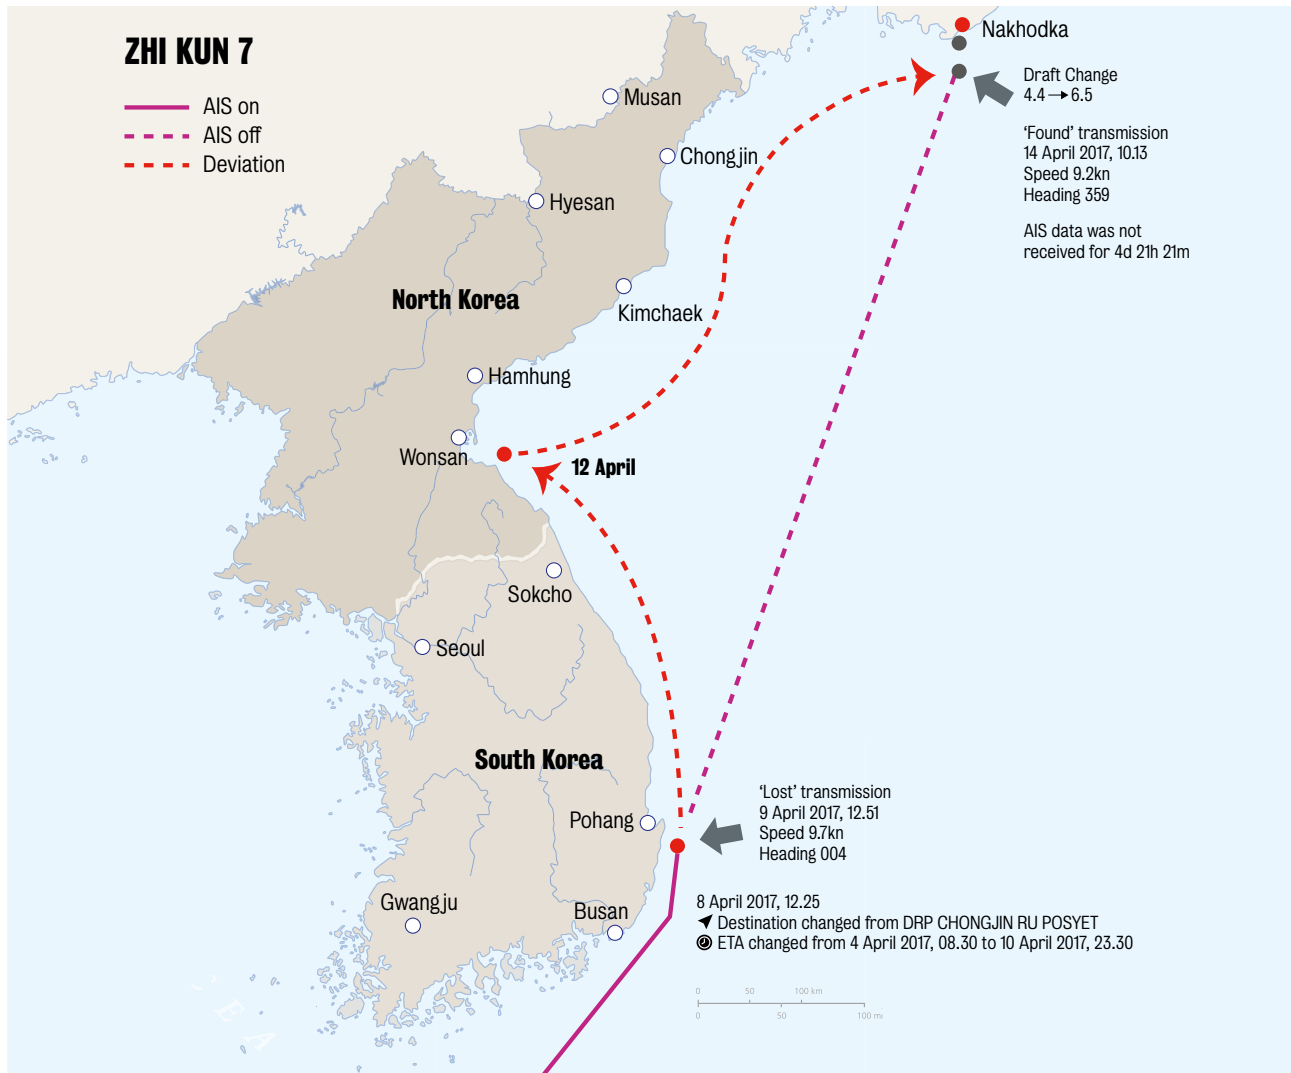 ZHI KUN 7
AIS on
AIS off
Deviation
Nakhodka
Draft Change
4.4 → 6.5
‘Found’ transmission
14 April 2017, 10.13
Speed 9.2kn
Heading 359
AIS data was not
received for 4d 21h 21m
Musan
Chongjin
Hyesan
North Korea
Kimchaek
Hamhung
Wonsan
12 April
Sokcho
Seoul
South Korea
Pohang
‘Lost’ transmission
9 April 2017, 12.51
Speed 9.7kn
Heading 004
Gwangju
Busan
8 April 2017, 12.25
Destination changed from DRP CHONGJIN RU POSYET
ETA changed from 4 April 2017, 08.30 to 10 April 2017, 23.30
0 50 100 km
0 50 100 mi
E A